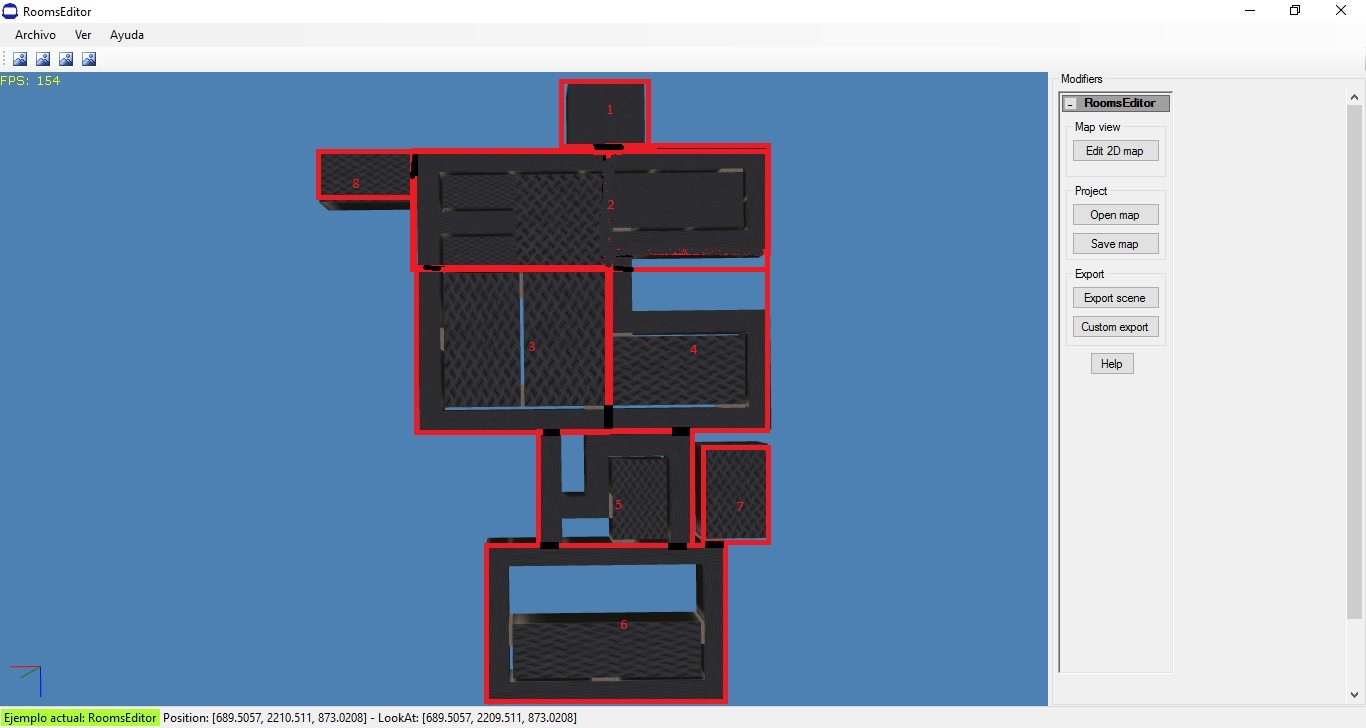 RoomsEditor
Archivo Ver Ayuda
FPS: 154
1
8
2
3
4
5
7
6
Modifiers
- RoomsEditor
Map view
Edit 2D map
Project
Open map
Save map
Export
Export scene
Custom export
Help
Ejemplo actual: RoomsEditor Position: [689.5057, 2210.511, 873.0208] - LookAt: [689.5057, 2209.511, 873.0208]